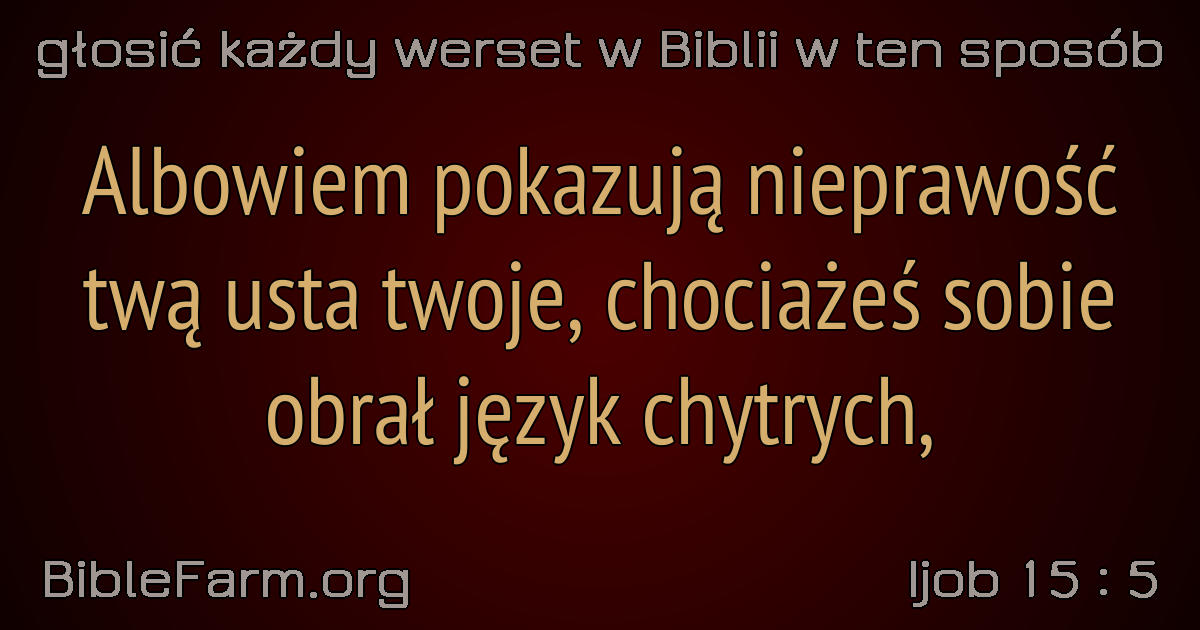 głosić każdy werset w Biblii w ten sposób
Albowiem pokazują nieprawość
twą usta twoje, chociażeś sobie
obrał język chytrych,
BibleFarm.org
Ijob 15 : 5